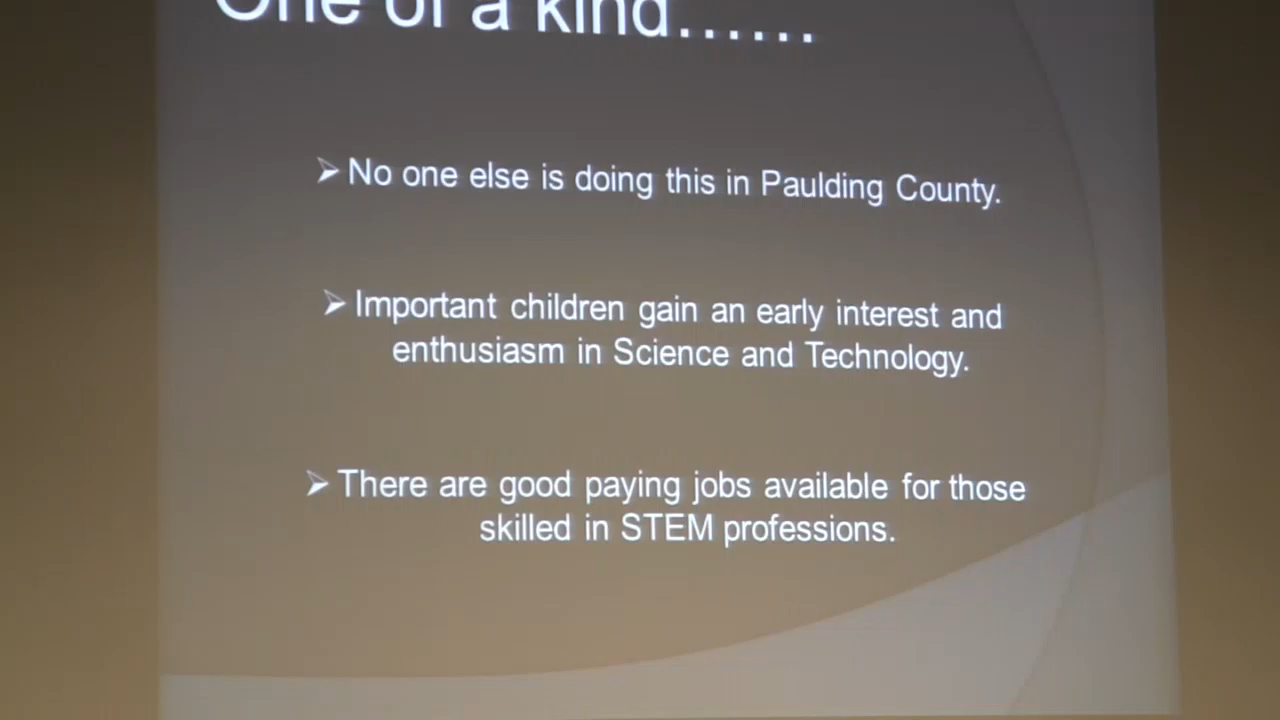 One of a kind......
➢ No one else is doing this in Paulding County.
➢ Important children gain an early interest and
enthusiasm in Science and Technology.
➢ There are good paying jobs available for those
skilled in STEM professions.